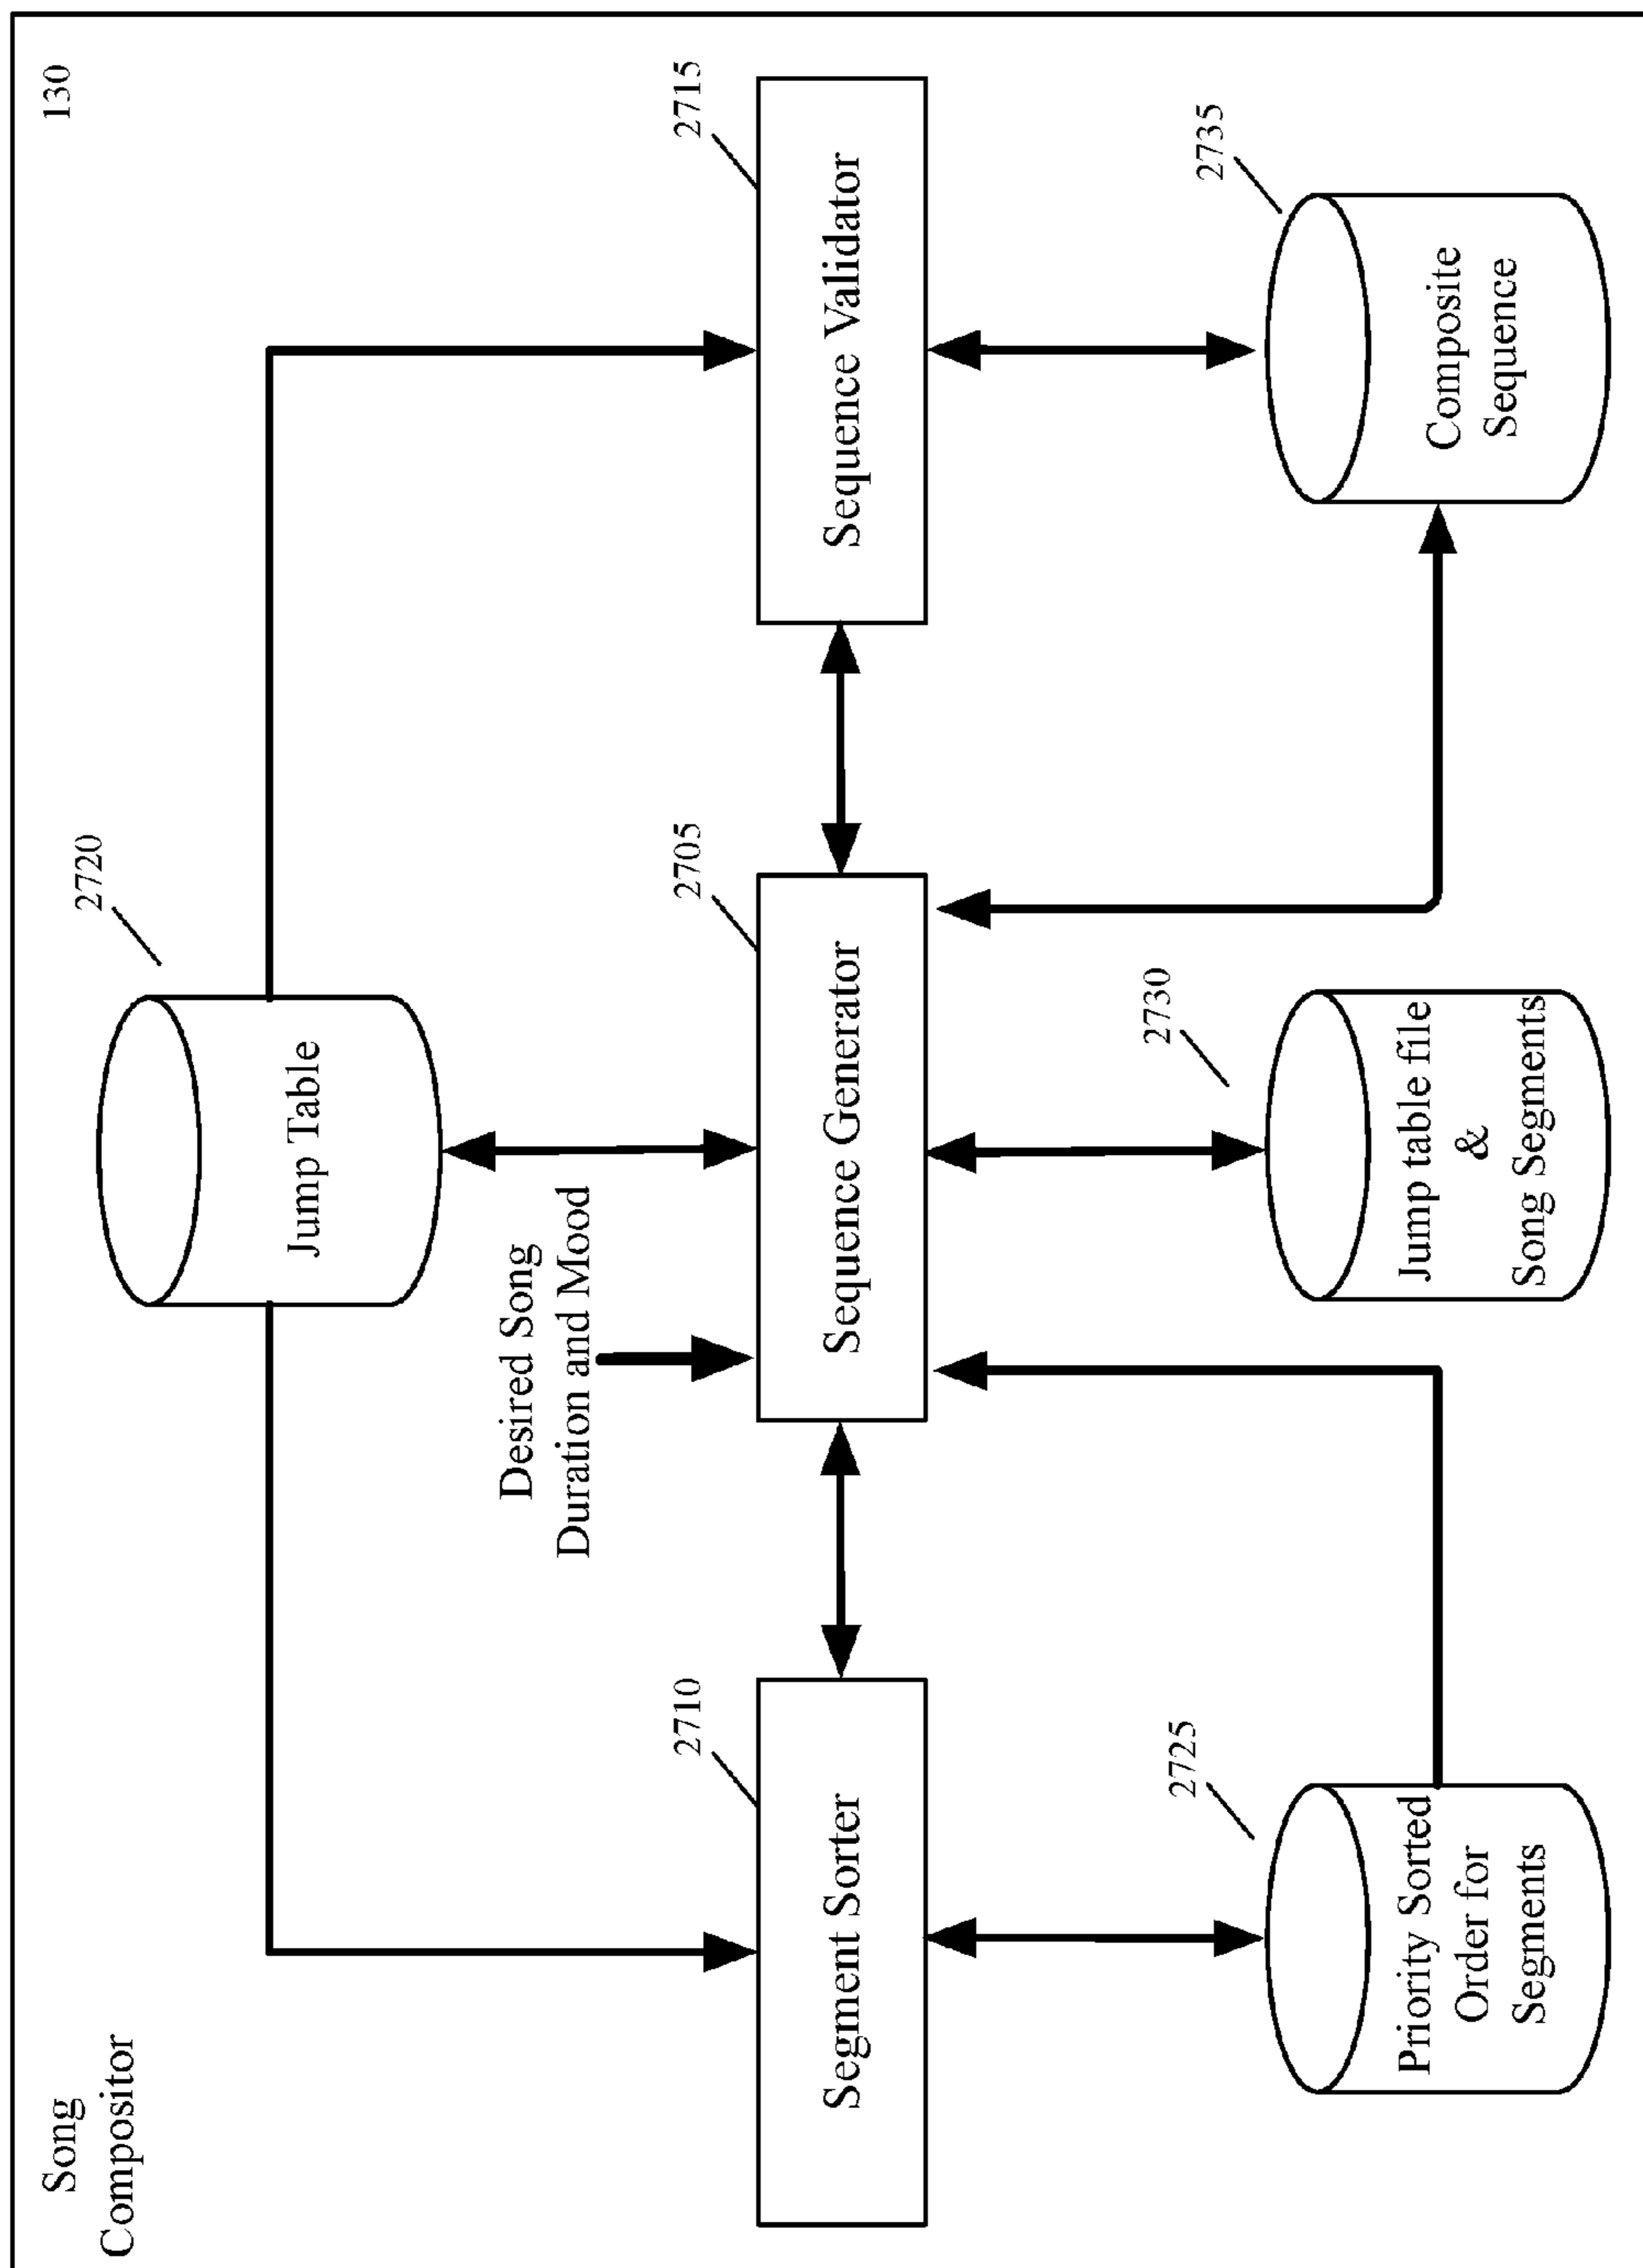 Song
Compositor
130
2720
Jump Table
Desired Song
Duration and Mood
2710
Segment Sorter
2705
Sequence Generator
2715
Sequence Validator
2725
Priority Sorted
Order for
Segments
2730
Jump table file
&
Song Segments
2735
Composite
Sequence